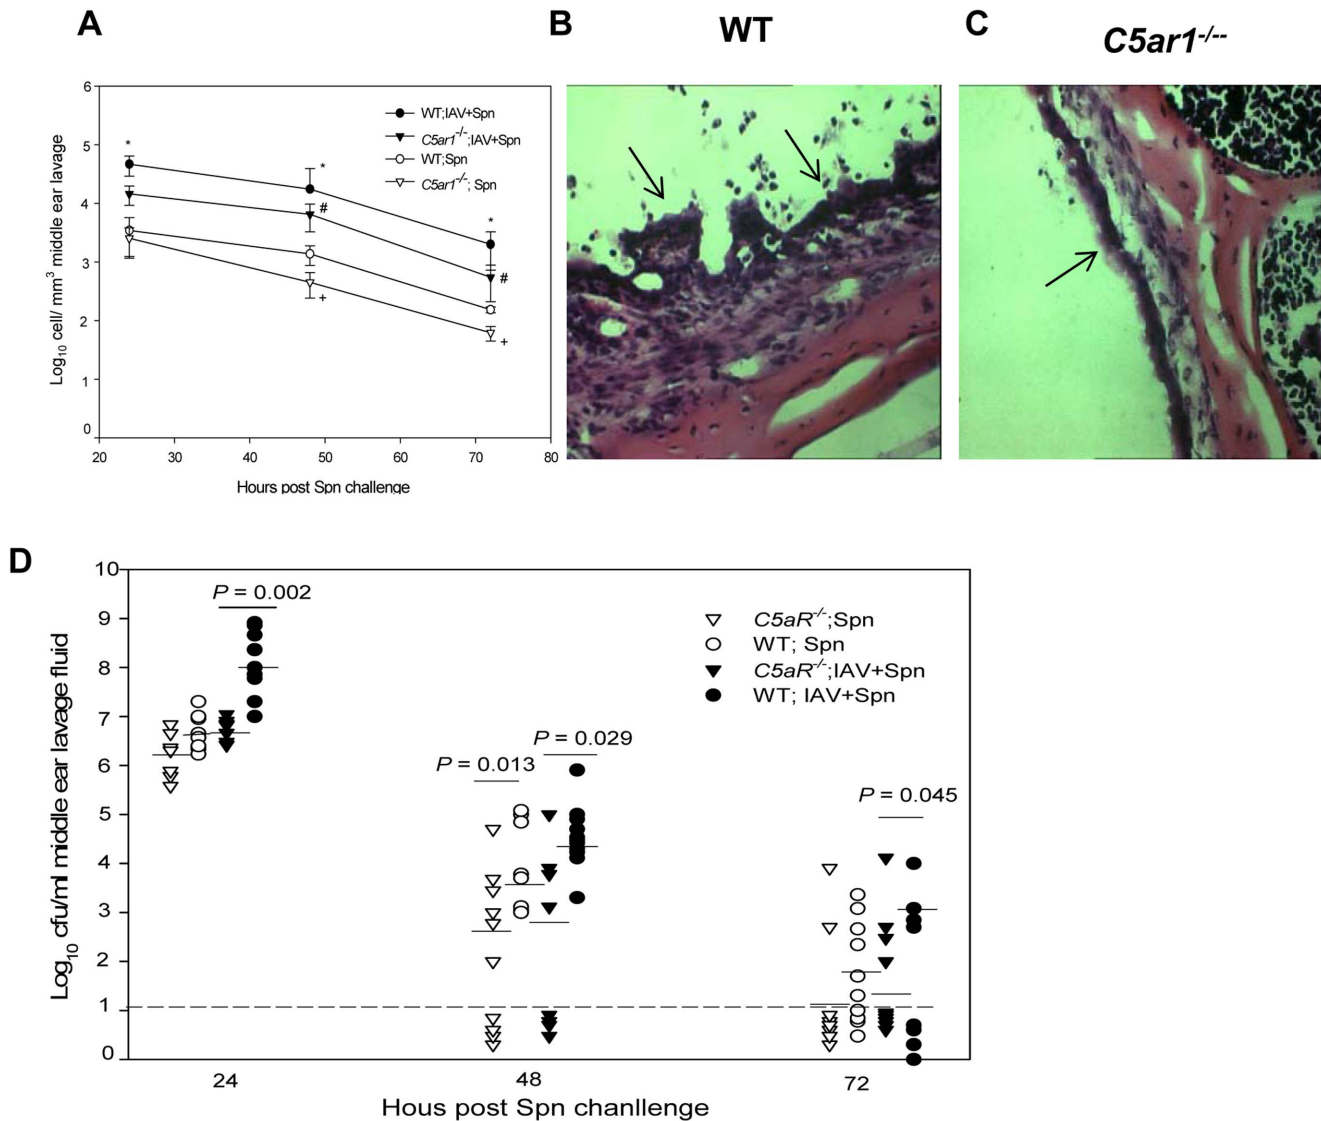 A
B
WT
C
C5ar1-/--
6
5
4
3
2
1
0
Log10 cell/ mm3 middle ear lavage
WT;IAV+Spn
C5ar1-/-;IAV+Spn
WT;Spn
C5ar1-/-; Spn
*
*
#
+
*
#
+
20 30 40 50 60 70 80
Hours post Spn challenge
D
10
9
8
7
6
5
4
3
2
1
0
Log10 cfu/ml middle ear lavage fluid
P = 0.002
P = 0.013
P = 0.029
P = 0.045
C5aR-/-;Spn
WT; Spn
C5aR-/-;IAV+Spn
WT; IAV+Spn
24 48 72
Hous post Spn chanllenge